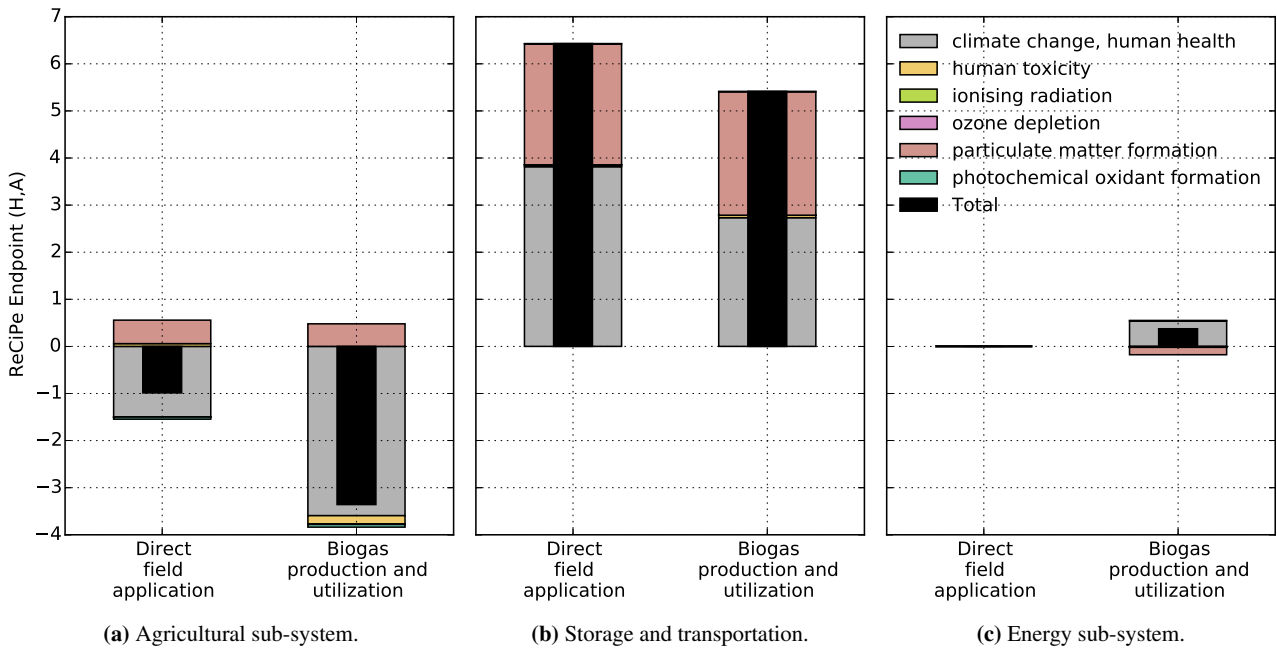 ReCiPe Endpoint (H,A)
7
6
5
4
3
2
1
0
−1
−2
−3
−4
climate change, human health
human toxicity
ionising radiation
ozone depletion
particulate matter formation
photochemical oxidant formation
Total
Direct
field
application
Biogas
production and
utilization
Direct
field
application
Biogas
production and
utilization
Direct
field
application
Biogas
production and
utilization
(a) Agricultural sub-system.
(b) Storage and transportation.
(c) Energy sub-system.